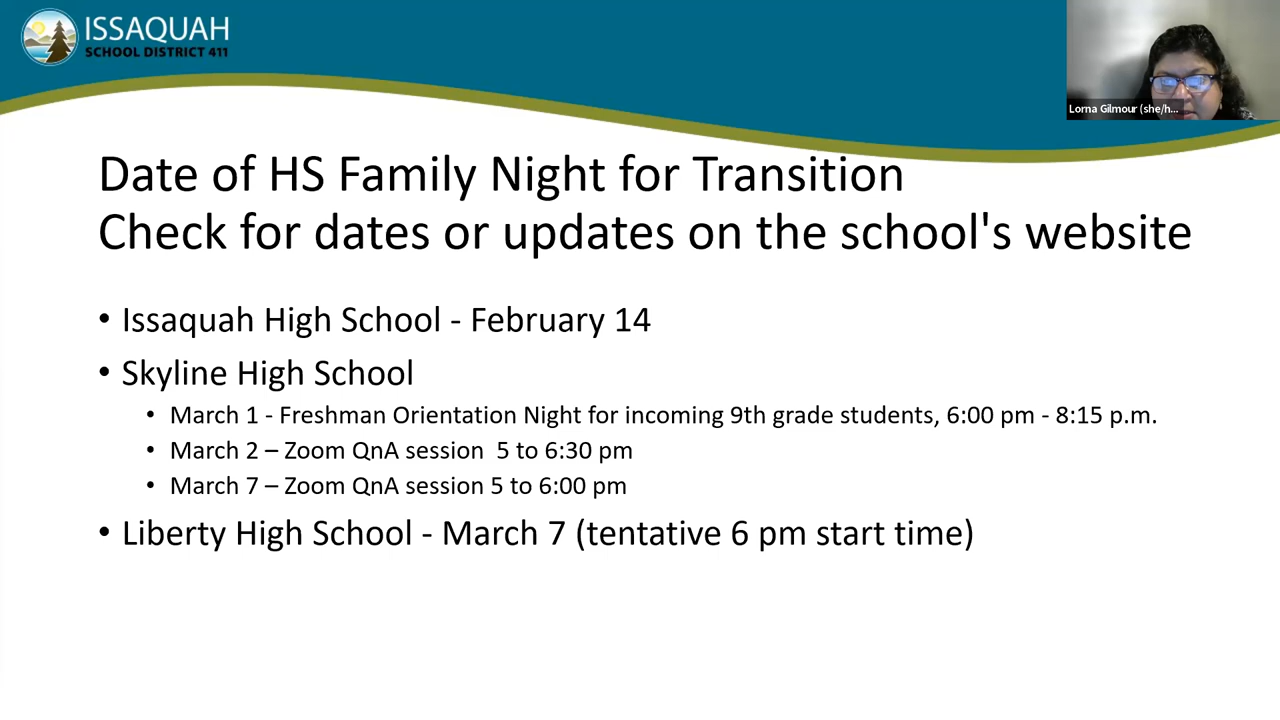 ISSAQUAH
SCHOOL DISTRICT 411
Lorna Gilmour (she/h...
Date of HS Family Night for Transition
Check for dates or updates on the school's website
• Issaquah High School - February 14
• Skyline High School
• March 1 - Freshman Orientation Night for incoming 9th grade students, 6:00 pm - 8:15 p.m.
• March 2 – Zoom QnA session  5 to 6:30 pm
• March 7 – Zoom QnA session 5 to 6:00 pm
• Liberty High School - March 7 (tentative 6 pm start time)